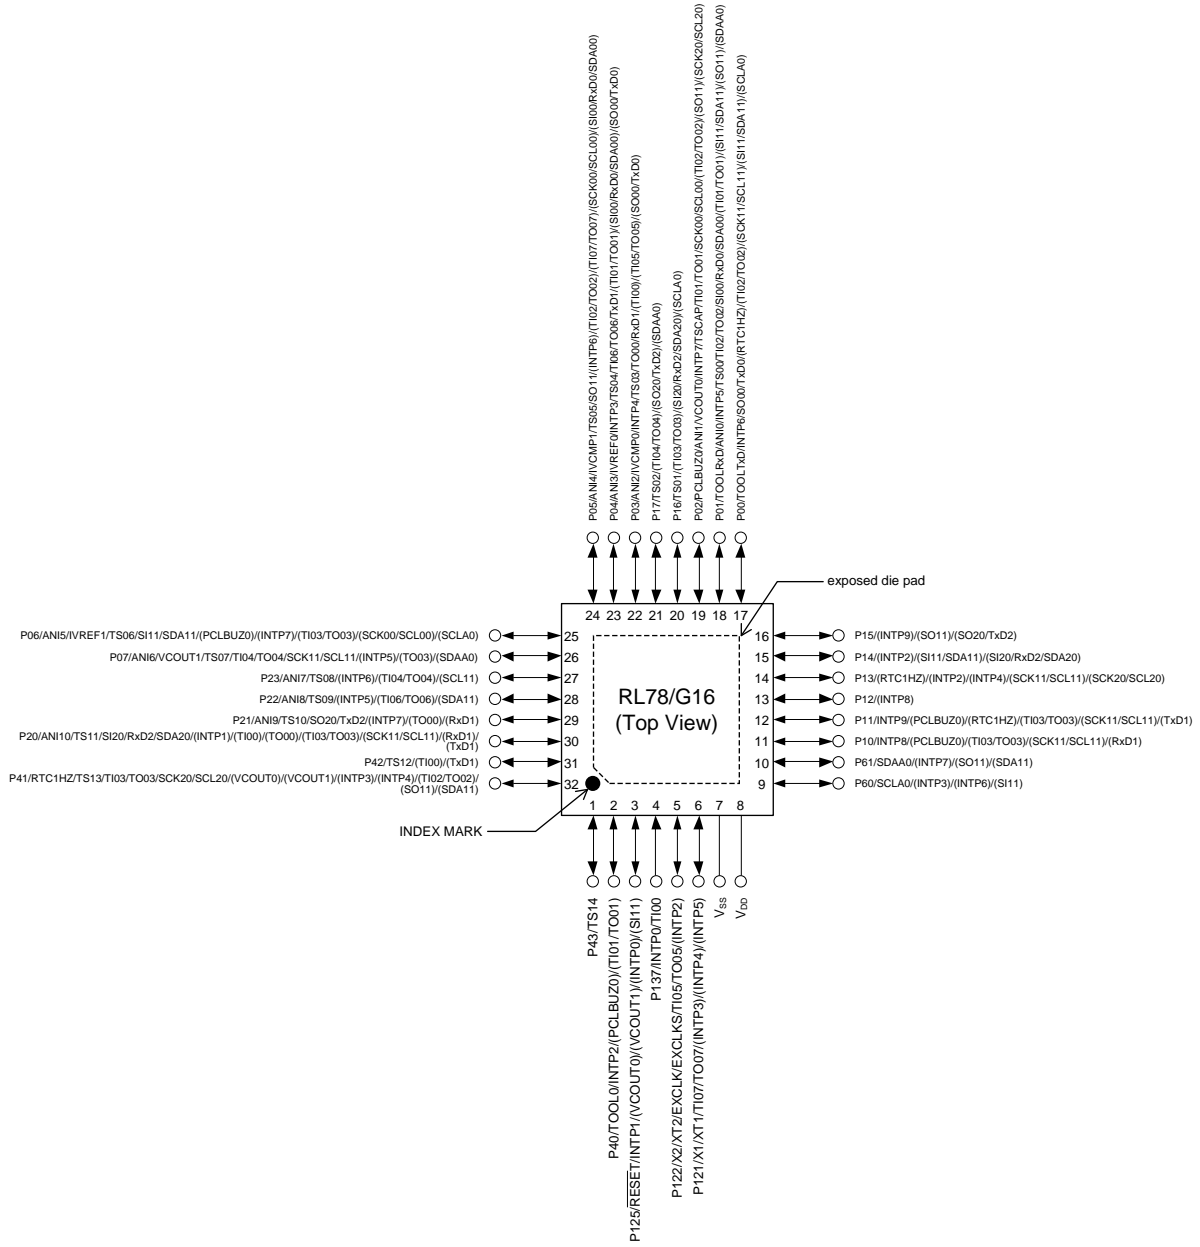 P05/ANI4/IVCMP1/TS05/SO11/(INTP6)/(TI02/TO02)/(TI07/TO07)/(SCK00/SCL00)/(SI00/RxD0/SDA00)
P04/ANI3/IVREF0/INTP3/TS04/TI06/TO06/TxD1/(TI01/TO01)/(SI00/RxD0/SDA00)/(SO00/TxD0)
P03/ANI2/IVCMP0/INTP4/TS03/TO00/RxD1/(TI00)/(TI05/TO05)/(SO00/TxD0)
P17/TS02/(TI04/TO04)/(SO20/TxD2)/(SDAA0)
P16/TS01/(TI03/TO03)/(SI20/RxD2/SDA20)/(SCLA0)
P02/PCLBUZ0/ANI1/VCOUT0/INTP7/TSCAP/TI01/TO01/SCK00/SCL00/(TI02/TO02)/(SO11)/(SCK20/SCL20)
P01/TOOLRxD/ANI0/INTP5/TS00/TI02/TO02/SI00/RxD0/SDA00/(TI01/TO01)/(SI11/SDA11)/(SO11)/(SDAA0)
P00/TOOLTxD/INTP6/SO00/TxD0/(RTC1HZ)/(TI02/TO02)/(SCK11/SCL11)/(SI11/SDA11)/(SCLA0)
exposed die pad
24 23 22 21 20 19 18 17
P06/ANI5/IVREF1/TS06/SI11/SDA11/(PCLBUZ0)/(INTP7)/(TI03/TO03)/(SCK00/SCL00)/(SCLA0)
25
P07/ANI6/VCOUT1/TS07/TI04/TO04/SCK11/SCL11/(INTP5)/(TO03)/(SDAA0)
26
P23/ANI7/TS08/(INTP6)/(TI04/TO04)/(SCL11)
27
P22/ANI8/TS09/(INTP5)/(TI06/TO06)/(SDA11)
28
P21/ANI9/TS10/SO20/TxD2/(INTP7)/(TO00)/(RxD1)
29
P20/ANI10/TS11/SI20/RxD2/SDA20/(INTP1)/(TI00)/(TO00)/(TI03/TO03)/(SCK11/SCL11)/(RxD1)/
(TxD1)
30
P42/TS12/(TI00)/(TxD1)
31
P41/RTC1HZ/TS13/TI03/TO03/SCK20/SCL20/(VCOUT0)/(VCOUT1)/(INTP3)/(INTP4)/(TI02/TO02)/
(SO11)/(SDA11)
32
RL78/G16
(Top View)
16
P15/(INTP9)/(SO11)/(SO20/TxD2)
15
P14/(INTP2)/(SI11/SDA11)/(SI20/RxD2/SDA20)
14
P13/(RTC1HZ)/(INTP2)/(INTP4)/(SCK11/SCL11)/(SCK20/SCL20)
13
P12/(INTP8)
12
P11/INTP9/(PCLBUZ0)/(RTC1HZ)/(TI03/TO03)/(SCK11/SCL11)/(TxD1)
11
P10/INTP8/(PCLBUZ0)/(TI03/TO03)/(SCK11/SCL11)/(RxD1)
10
P61/SDAA0/(INTP7)/(SO11)/(SDA11)
9
P60/SCLA0/(INTP3)/(INTP6)/(SI11)
INDEX MARK
1 2 3 4 5 6 7 8
P43/TS14
P40/TOOL0/INTP2/(PCLBUZ0)/(TI01/TO01)
P125/RESET/INTP1/(VCOUT0)/(VCOUT1)/(INTP0)/(SI11)
P137/INTP0/TI00
P122/X2/XT2/EXCLK/EXCLKS/TI05/TO05/(INTP2)
P121/X1/XT1/TI07/TO07/(INTP3)/(INTP4)/(INTP5)
VSS
VDD